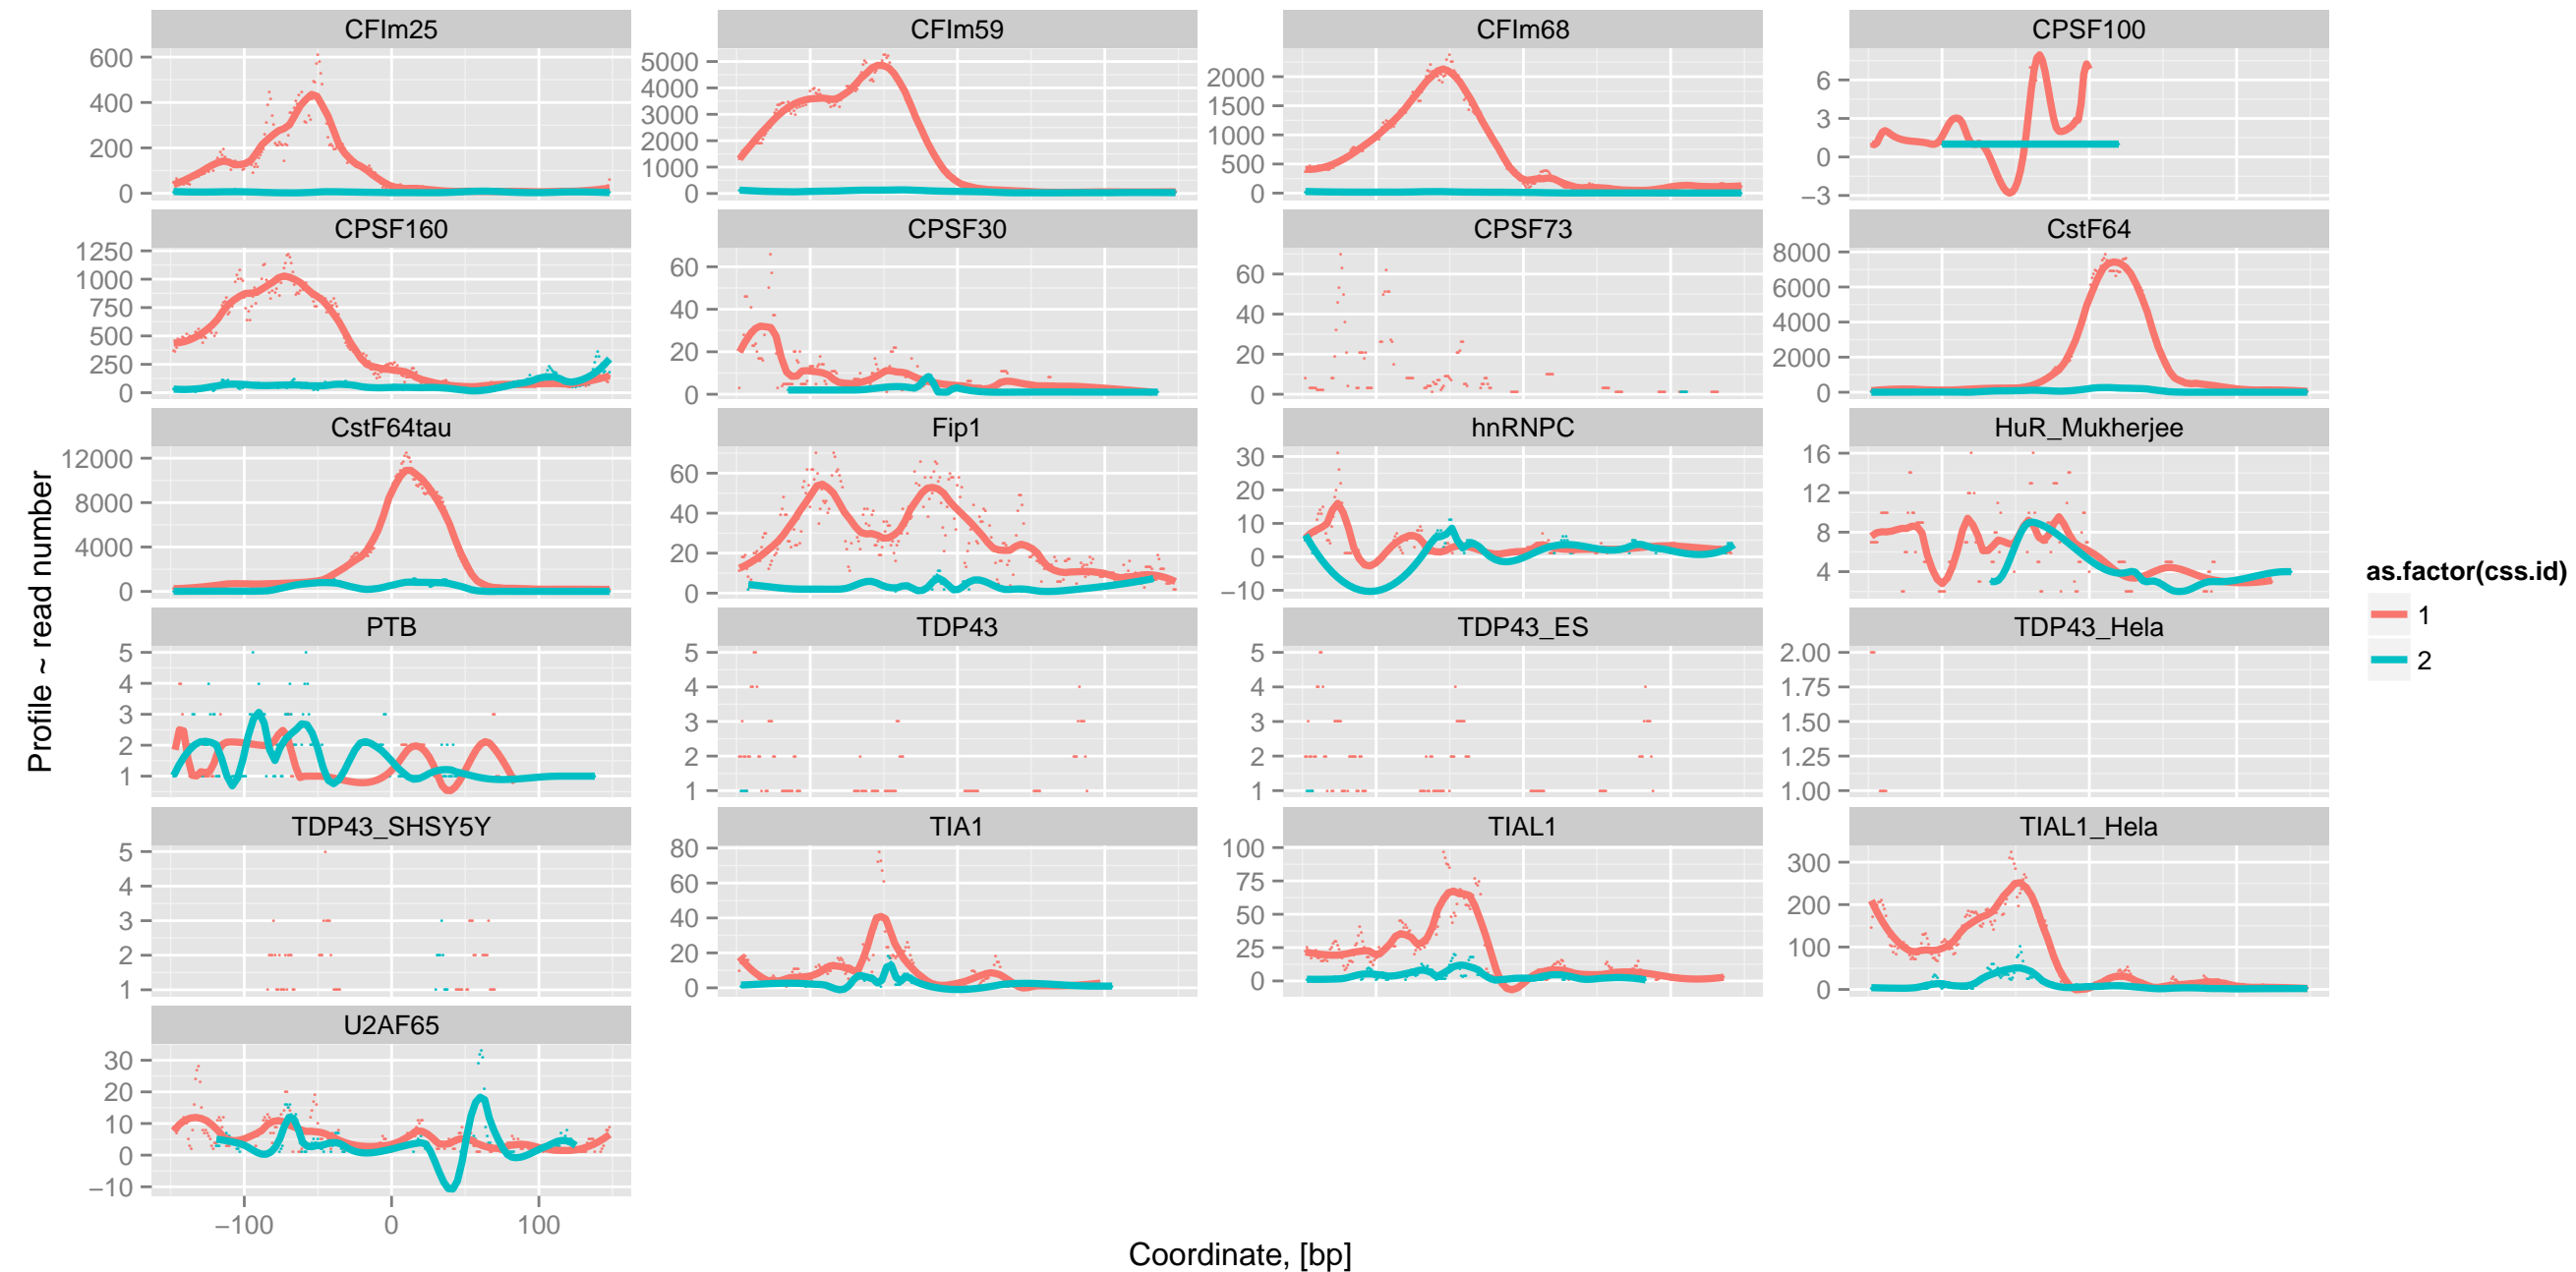 CFIm25 CFIm59 CFIm68 CPSF100
600 400 200 0
5000 4000 3000 2000 1000 0
2000 1500 1000 500 0
6 3 0 −3
CPSF160 CPSF30 CPSF73 CstF64
1250 1000 750 500 250 0
60 40 20 0
60 40 20 0
8000 6000 4000 2000 0
CstF64tau Fip1 hnRNPC HuR_Mukherjee
12000 8000 4000 0
60 40 20 0
30 20 10 0 −10
16 12 8 4
PTB TDP43 TDP43_ES TDP43_Hela
5 4 3 2 1
5 4 3 2 1
5 4 3 2 1
2.00 1.75 1.50 1.25 1.00
TDP43_SHSY5Y TIA1 TIAL1 TIAL1_Hela
5 4 3 2 1
80 60 40 20 0
100 75 50 25 0
300 200 100 0
U2AF65
30 20 10 0 −10
−100 0 100
Coordinate, [bp]
Profile ~ read number
as.factor(css.id)
1
2